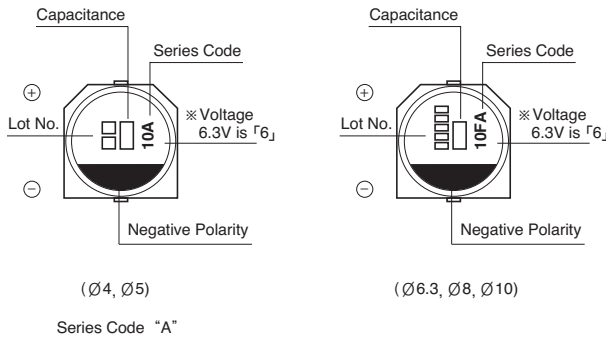 Capacitance
Series Code
⊕
Lot No.
※Voltage
6.3V is「6」
10A
⊖
Negative Polarity
(Ø4, Ø5)
Series Code “A”
Capacitance
Series Code
⊕
Lot No.
※Voltage
6.3V is「6」
10FA
⊖
Negative Polarity
(Ø6.3, Ø8, Ø10)